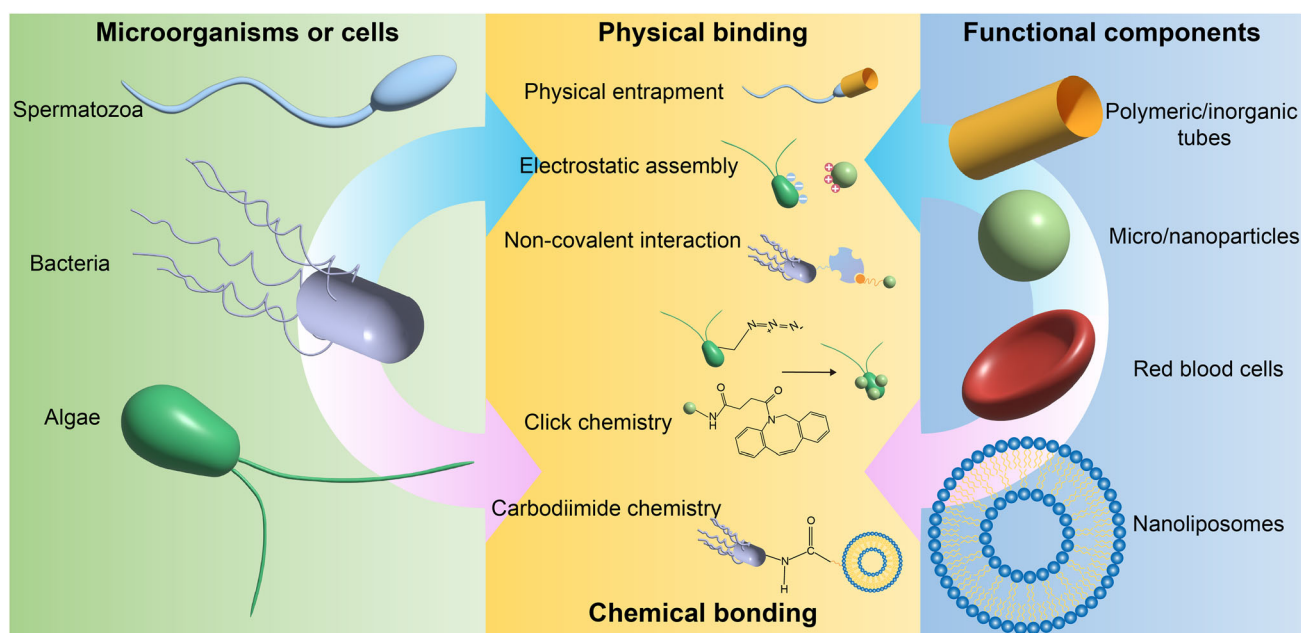 Microorganisms or cells
Spermatozoa
Bacteria
Algae
Physical binding
Physical entrapment
Electrostatic assembly
Non-covalent interaction
N=N=N-
+
O
O
N
H
N
Click chemistry
Carbodiimide chemistry
O
C
N
H
Chemical bonding
Functional components
Polymeric/inorganic
tubes
Micro/nanoparticles
Red blood cells
Nanoliposomes